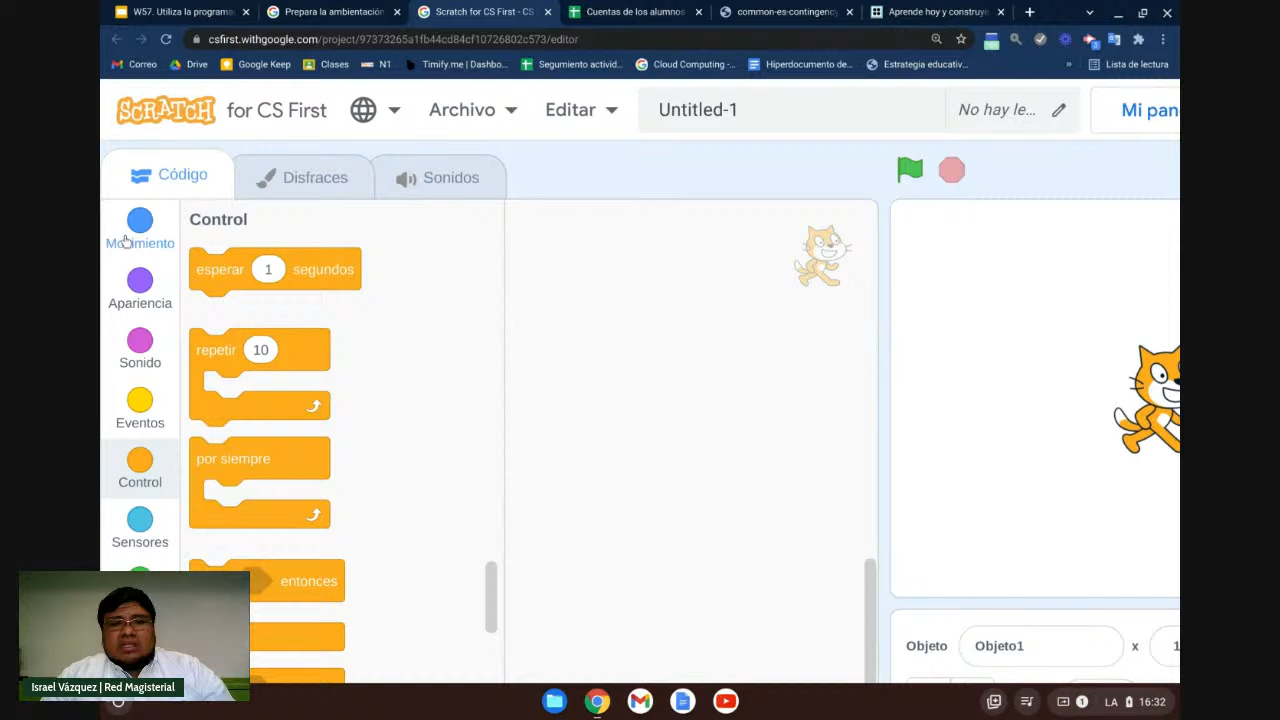 W57. Utiliza la programa
Prepara la ambientación
Scratch for CS First - CS
Cuentas de los alumnos
common-es-contingency
Aprende hoy y construye
csfirst.withgoogle.com/project/97373265a1fb44cd84cf10726802c573/editor
Correo
Drive
Google Keep
Clases
N1
Timify.me | Dashbo...
Segumiento activid...
Cloud Computing -...
Hiperdocumento de...
Estrategia educativ...
»
Lista de lectura
SCRATCH for CS First
Archivo
Editar
Untitled-1
No hay le...
Mi pan
Código
Disfraces
Sonidos
Movimiento
Apariencia
Sonido
Eventos
Control
Sensores
Control
esperar 1 segundos
repetir 10
por siempre
entonces
Objeto
Objeto1
x
1
Israel Vázquez | Red Magisterial
1
LA
16:32